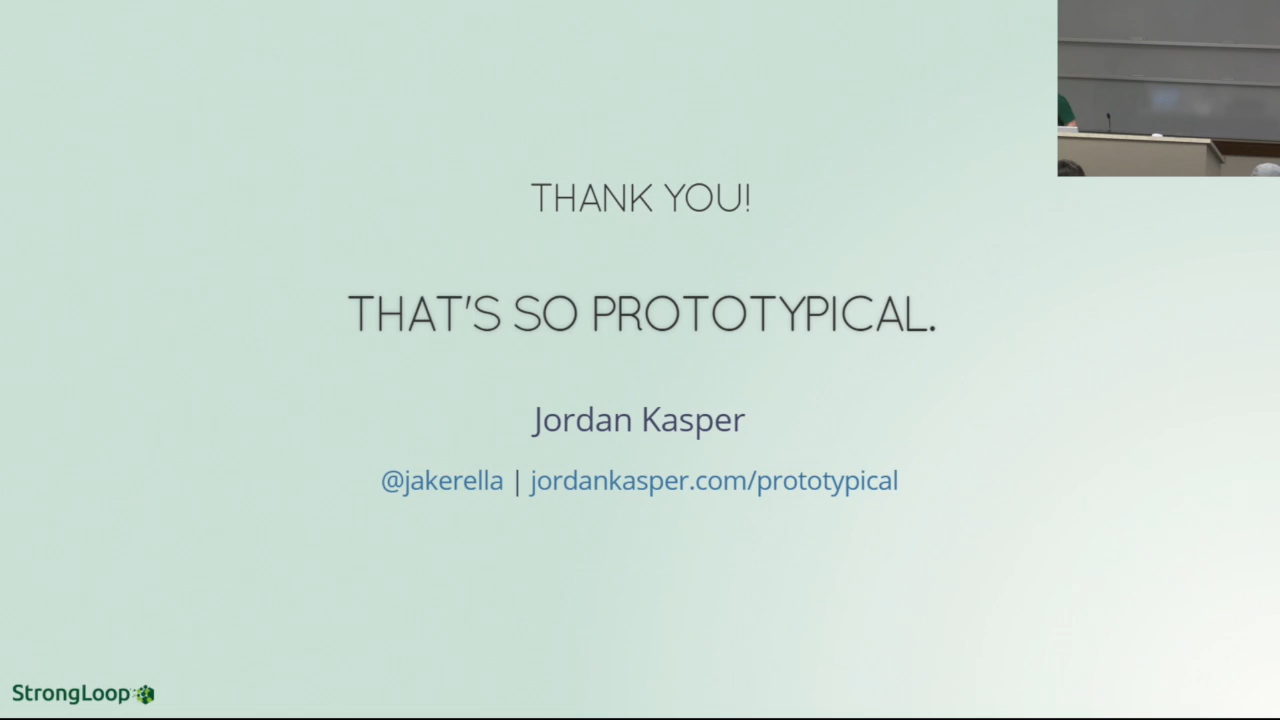 THANK YOU!
THAT'S SO PROTOTYPICAL.
Jordan Kasper
@jakerella | jordankasper.com/prototypical
StrongLoop